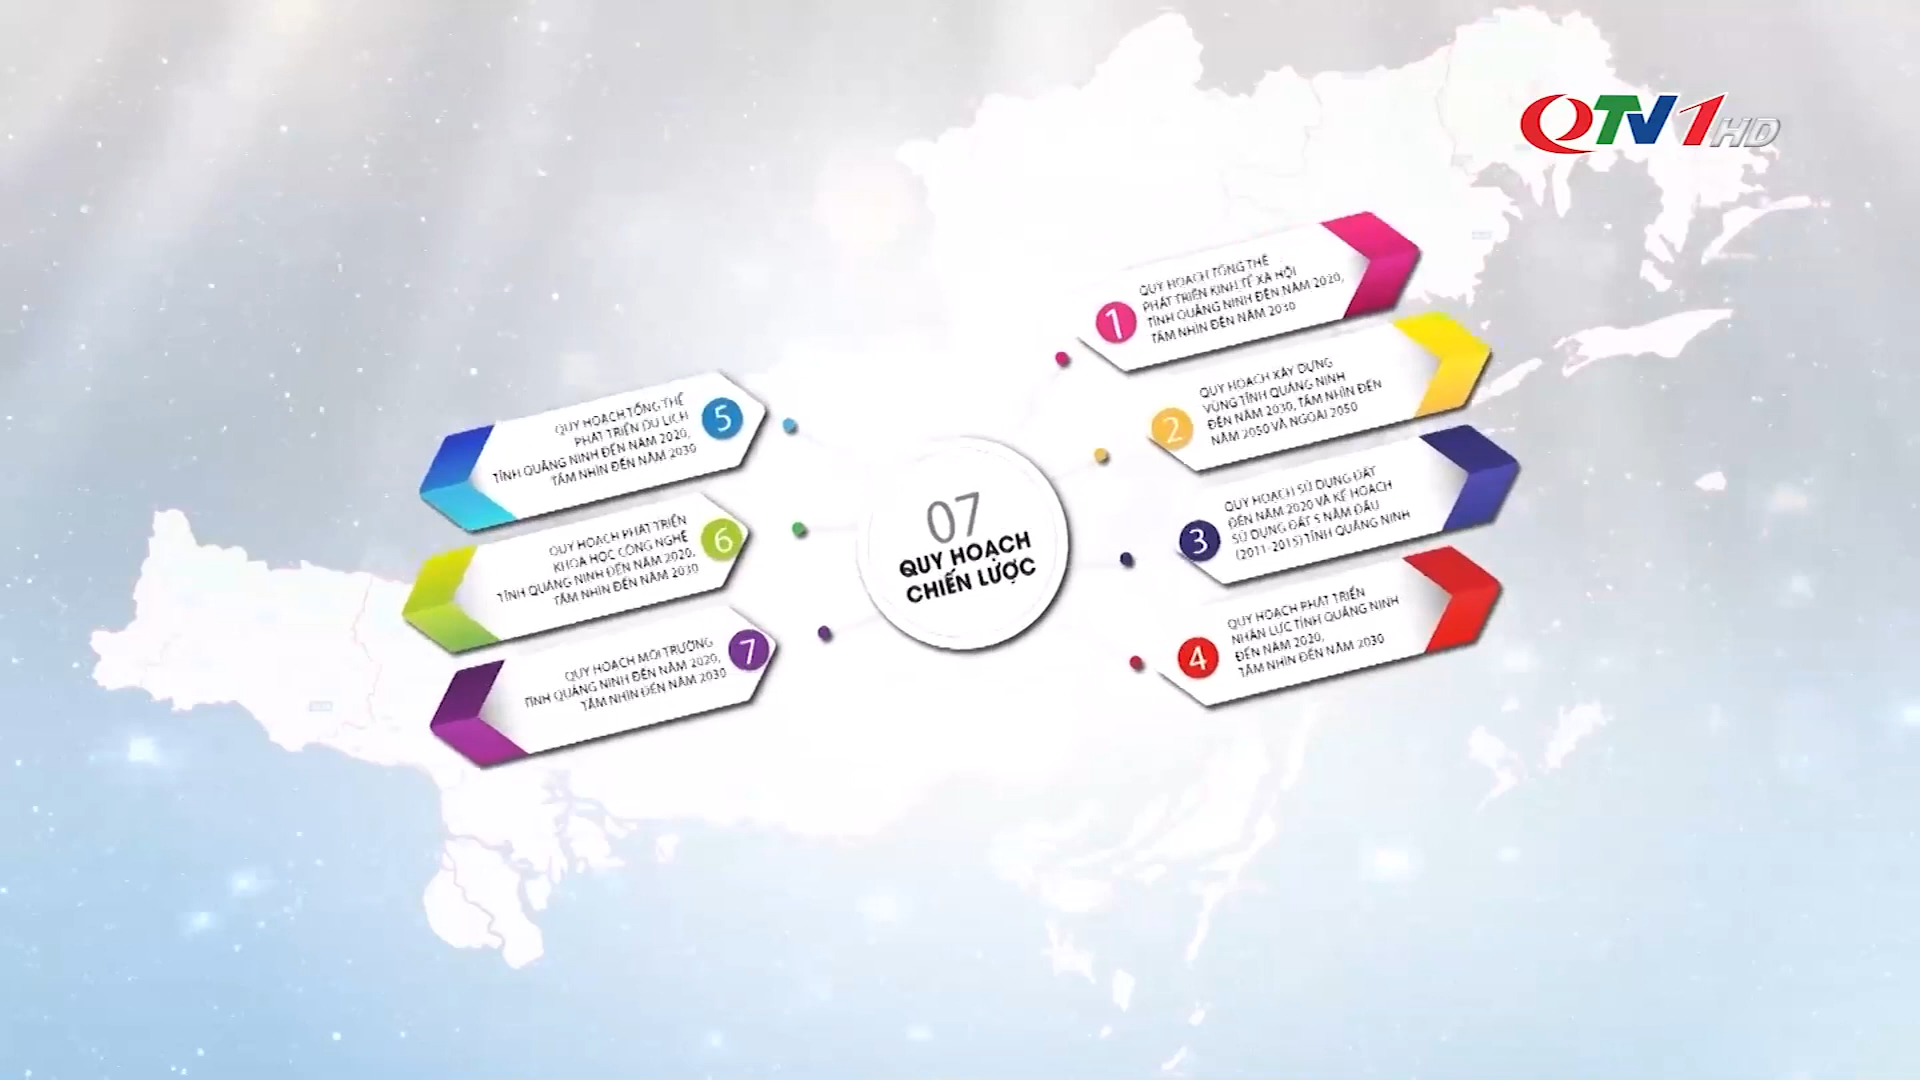 QTV1HD
07
QUY HOẠCH
CHIẾN LƯỢC
1
QUY HOẠCH TỔNG THỂ
PHÁT TRIỂN KINH TẾ XÃ HỘI
TỈNH QUẢNG NINH ĐẾN NĂM 2020,
TẦM NHÌN ĐẾN NĂM 2030
2
QUY HOẠCH XÂY DỰNG
VÙNG TỈNH QUẢNG NINH
ĐẾN NĂM 2030, TẦM NHÌN ĐẾN
NĂM 2050 VÀ NGOÀI 2050
3
QUY HOẠCH SỬ DỤNG ĐẤT
ĐẾN NĂM 2020 VÀ KẾ HOẠCH
SỬ DỤNG ĐẤT 5 NĂM ĐẦU
(2011-2015) TỈNH QUẢNG NINH
4
QUY HOẠCH PHÁT TRIỂN
NHÂN LỰC TỈNH QUẢNG NINH
ĐẾN NĂM 2020,
TẦM NHÌN ĐẾN NĂM 2030
5
QUY HOẠCH TỔNG THỂ
PHÁT TRIỂN DU LỊCH
TỈNH QUẢNG NINH ĐẾN NĂM 2020,
TẦM NHÌN ĐẾN NĂM 2030
6
QUY HOẠCH PHÁT TRIỂN
KHOA HỌC CÔNG NGHỆ
TỈNH QUẢNG NINH ĐẾN NĂM 2020,
TẦM NHÌN ĐẾN NĂM 2030
7
QUY HOẠCH MÔI TRƯỜNG
TỈNH QUẢNG NINH ĐẾN NĂM 2020,
TẦM NHÌN ĐẾN NĂM 2030